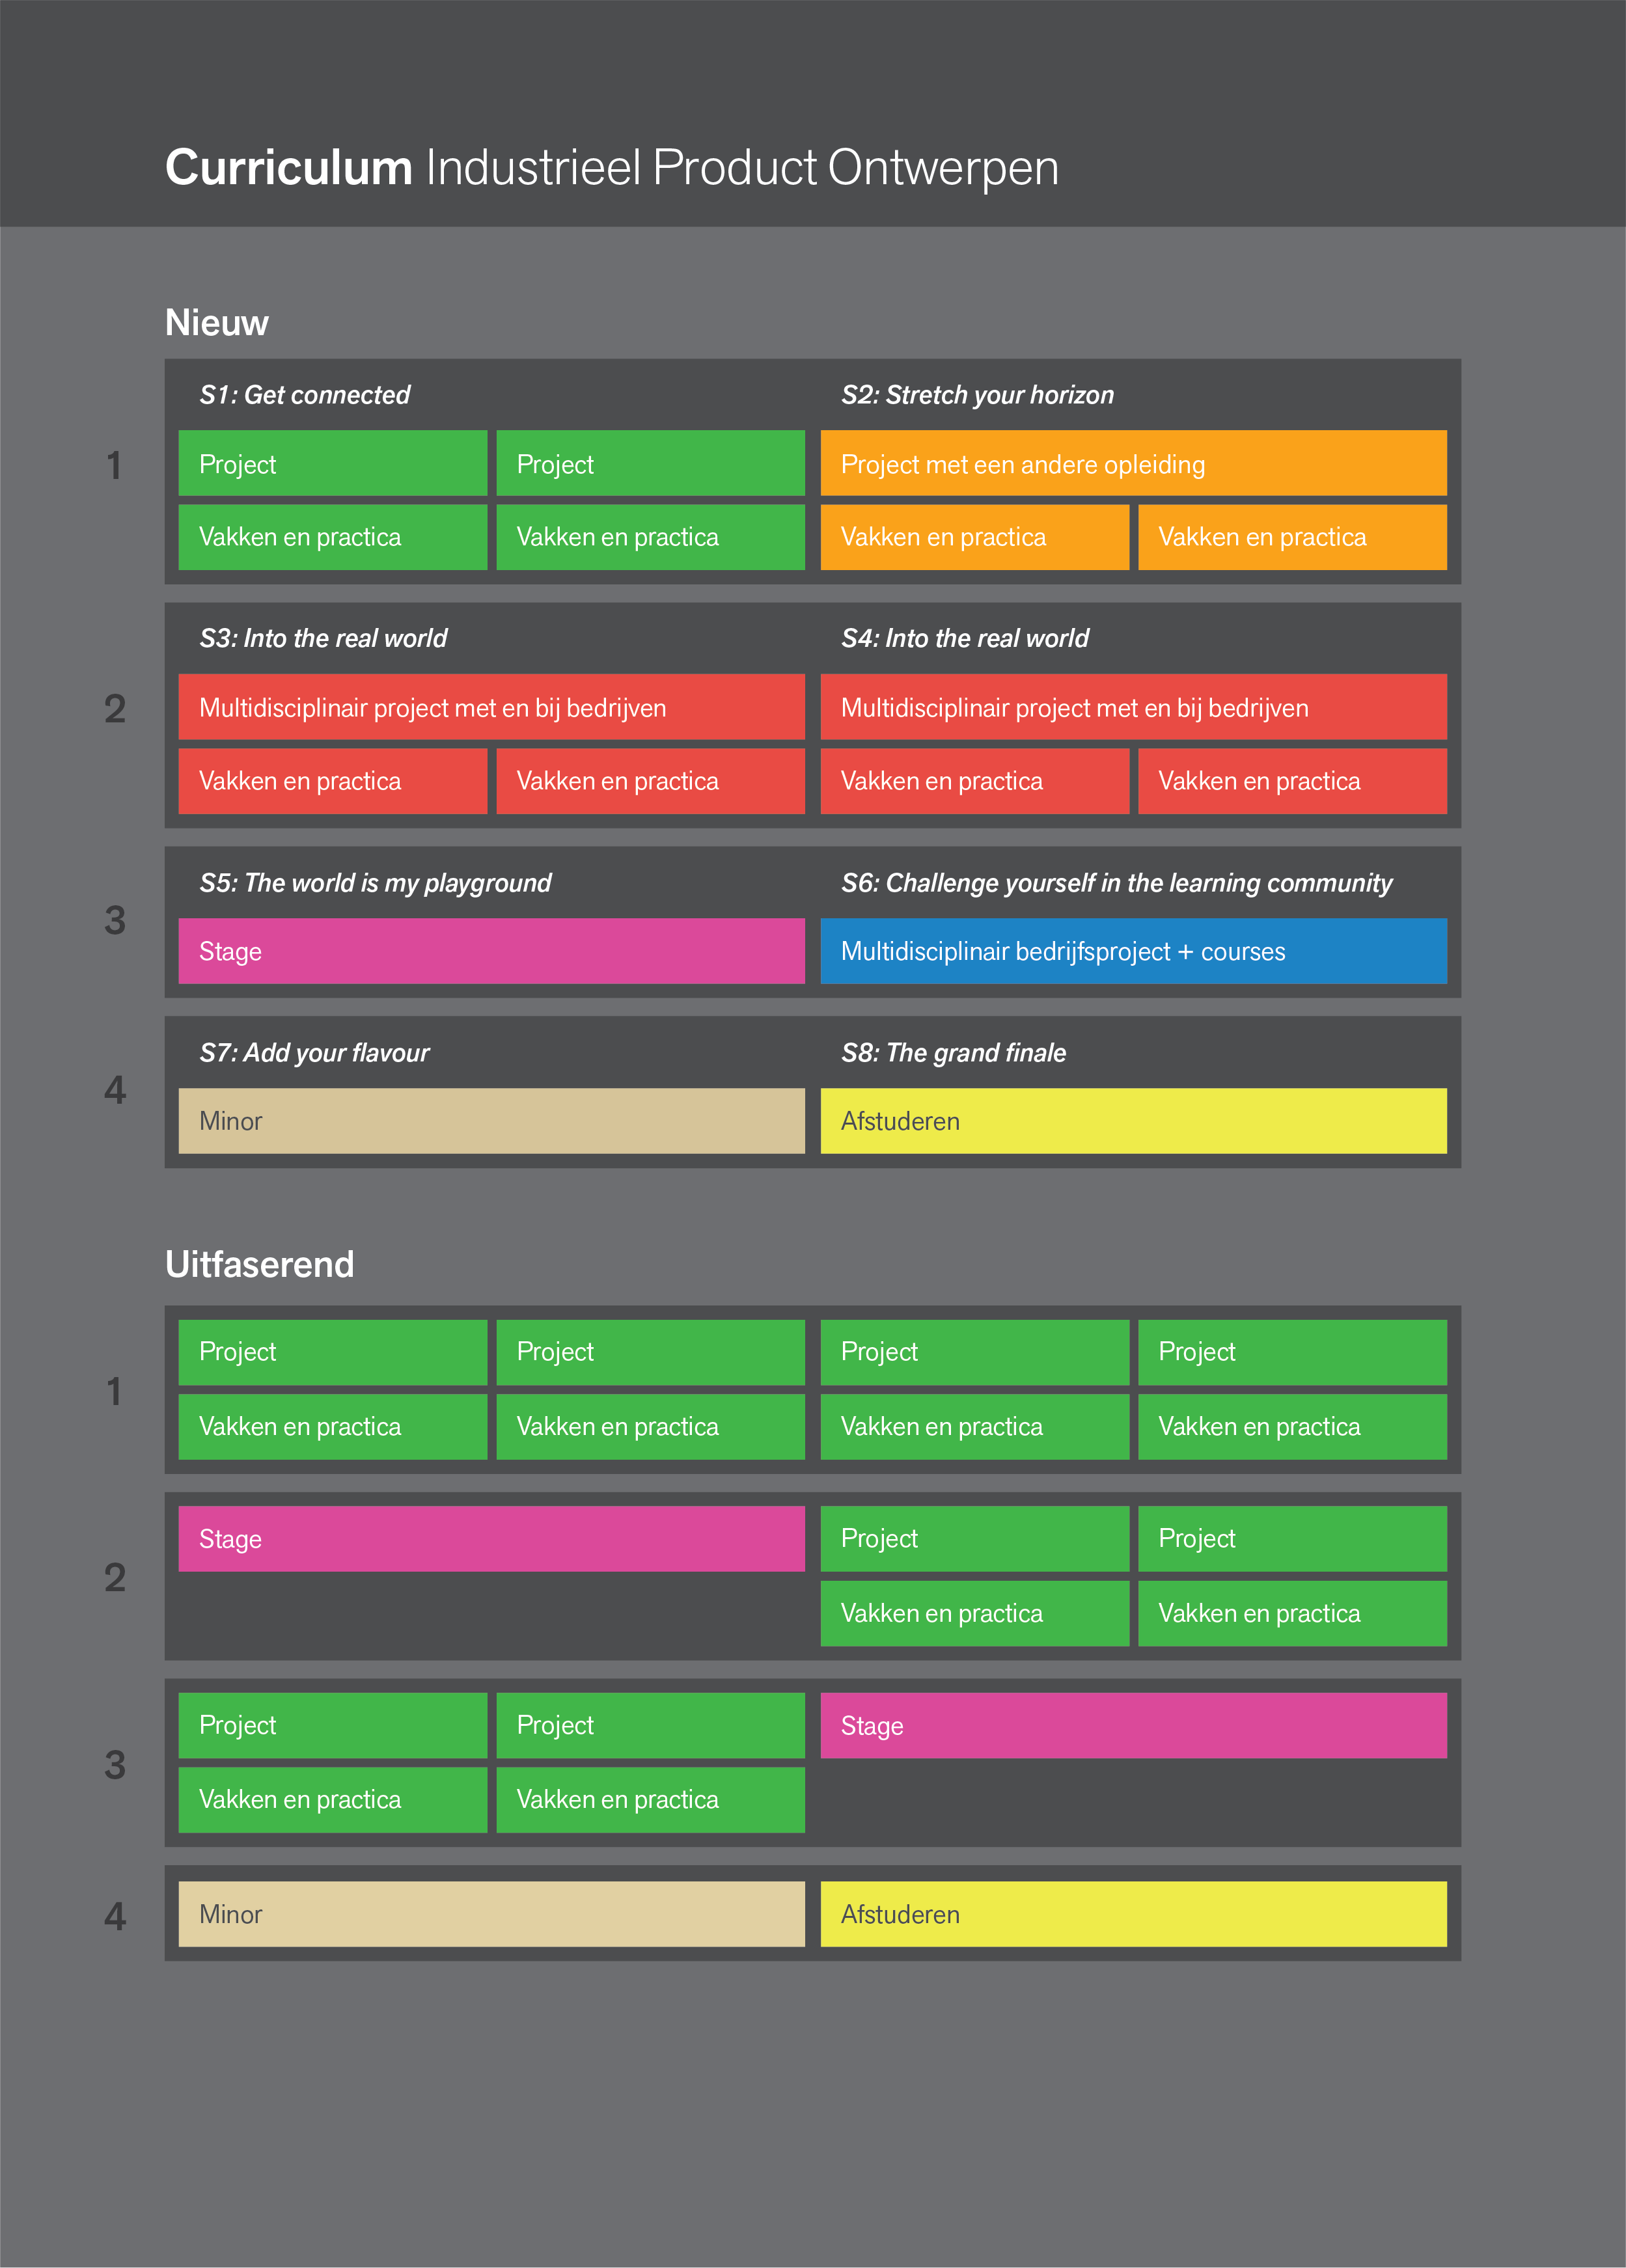 Curriculum Industrieel Product Ontwerpen
Nieuw
1
S1: Get connected
S2: Stretch your horizon
Project
Project
Project met een andere opleiding
Vakken en practica
Vakken en practica
Vakken en practica
Vakken en practica
2
S3: Into the real world
S4: Into the real world
Multidisciplinair project met en bij bedrijven
Multidisciplinair project met en bij bedrijven
Vakken en practica
Vakken en practica
Vakken en practica
Vakken en practica
3
S5: The world is my playground
S6: Challenge yourself in the learning community
Stage
Multidisciplinair bedrijfsproject + courses
4
S7: Add your flavour
S8: The grand finale
Minor
Afstuderen
Uitfaserend
1
Project
Project
Project
Project
Vakken en practica
Vakken en practica
Vakken en practica
Vakken en practica
2
Stage
Project
Project
Vakken en practica
Vakken en practica
3
Project
Project
Stage
Vakken en practica
Vakken en practica
4
Minor
Afstuderen